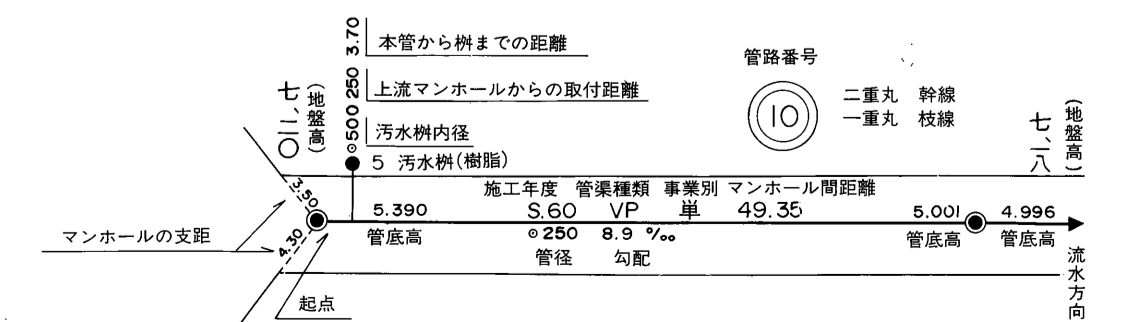 3.70
本管から桝までの距離
250
上流マンホールからの取付距離
⊙500
汚水桝内径
5 汚水桝(樹脂)
七、二〇
(地盤高)
管路番号
10
二重丸 幹線
一重丸 枝線
七、一八
(地盤高)
施工年度 管渠種類 事業別 マンホール間距離
3.50
5.390 S.60 VP 単 49.35 5.001 4.996
管底高 ⊙250 8.9 ‰ 管底高 管底高
管径 勾配
マンホールの支距
4.30
起点
流水方向